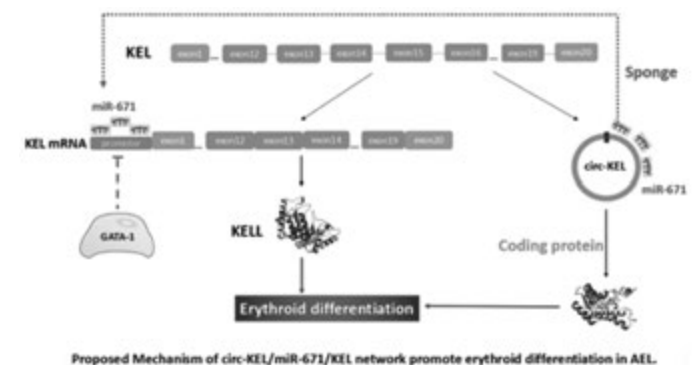 KEL exon1 exon12 exon13 exon14 exon15 exon16 exon19 exon20
Sponge
miR-671
KEL mRNA promotor exon1 exon12 exon13 exon14 exon19 exon20
circ-KEL
miR-671
GATA-1
KELL
Coding protein
Erythroid differentiation
Proposed Mechanism of circ-KEL/miR-671/KEL network promote erythroid differentiation in AEL.